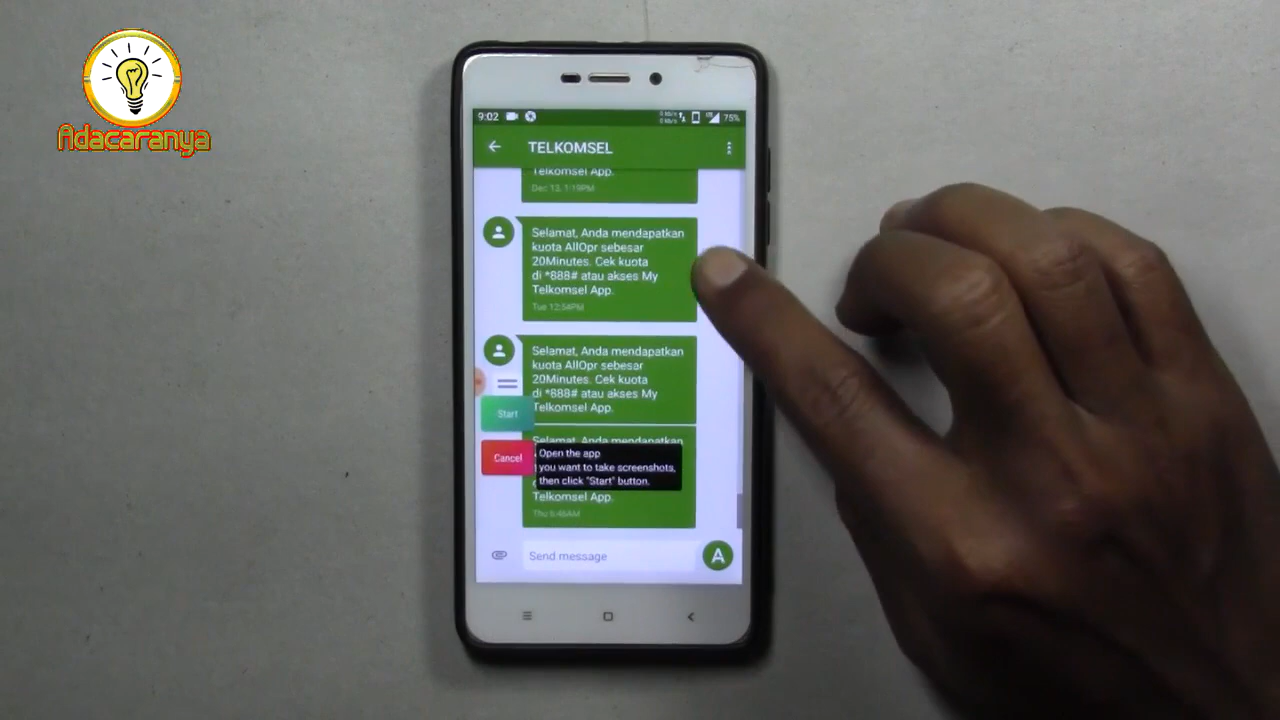 Adacaranya
9:02
75%
TELKOMSEL
Telkomsel App.
Dec 13, 1:19PM
Selamat, Anda mendapatkan
kuota AllOpr sebesar
20Minutes. Cek kuota
di *888# atau akses My
Telkomsel App.
Tue 12:54PM
Selamat, Anda mendapatkan
kuota AllOpr sebesar
20Minutes. Cek kuota
di *888# atau akses My
Telkomsel App.
Start
Selamat, Anda mendapatkan
Cancel
Open the app
you want to take screenshots,
then click "Start" button.
Telkomsel App.
Send message
A